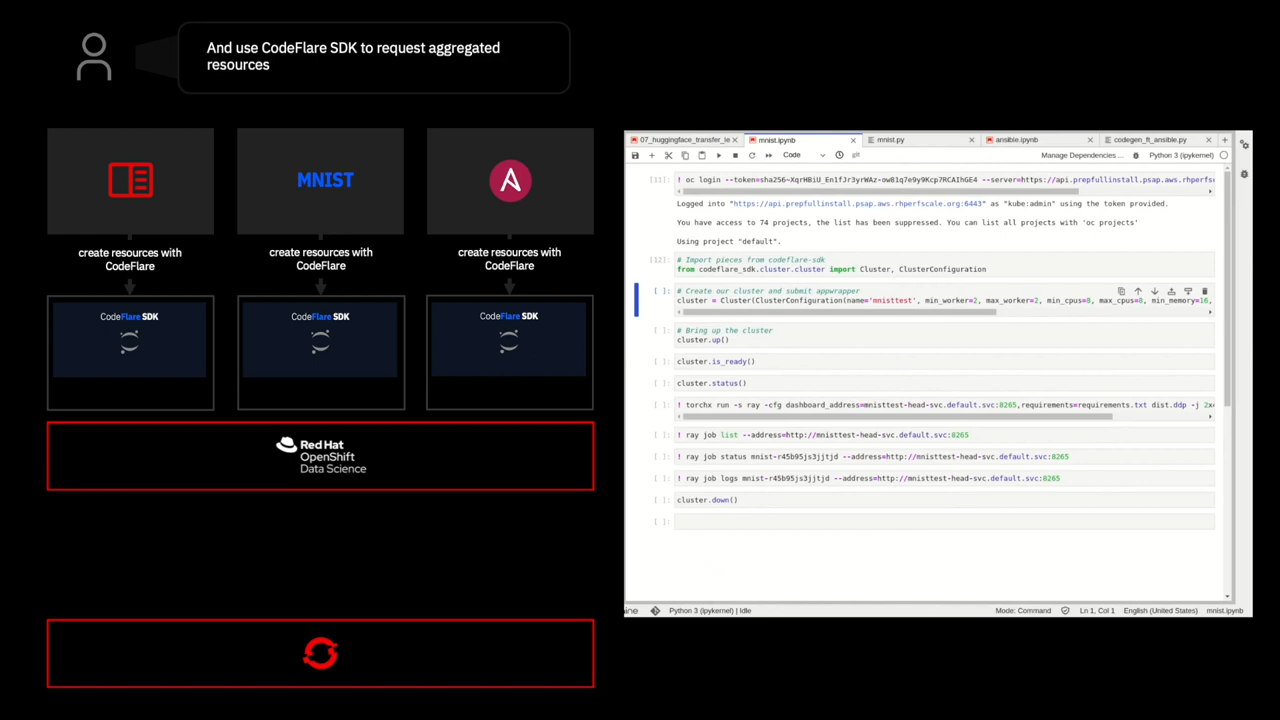 And use CodeFlare SDK to request aggregated
resources
MNIST
create resources with
CodeFlare
create resources with
CodeFlare
create resources with
CodeFlare
CodeFlare SDK
CodeFlare SDK
CodeFlare SDK
Red Hat
OpenShift
Data Science
07_huggingface_transfer_le
mnist.ipynb
mnist.py
ansible.ipynb
codegen_ft_ansible.py
Code
git
Manage Dependencies ...
Python 3 (ipykernel)
[11]:
! oc login --token=sha256~XqrHBiU_En1fJr3yrWAz-ow81q7e9y9Kcp7RCAIhGE4 --server=https://api.prepfullinstall.psap.aws.rhperfsc
Logged into "https://api.prepfullinstall.psap.aws.rhperfscale.org:6443" as "kube:admin" using the token provided.
You have access to 74 projects, the list has been suppressed. You can list all projects with 'oc projects'
Using project "default".
[12]:
# Import pieces from codeflare-sdk
from codeflare_sdk.cluster.cluster import Cluster, ClusterConfiguration
[ ]:
# Create our cluster and submit appwrapper
cluster = Cluster(ClusterConfiguration(name='mnisttest', min_worker=2, max_worker=2, min_cpus=8, max_cpus=8, min_memory=16,
[ ]:
# Bring up the cluster
cluster.up()
[ ]:
cluster.is_ready()
[ ]:
cluster.status()
[ ]:
! torchx run -s ray -cfg dashboard_address=mnisttest-head-svc.default.svc:8265,requirements=requirements.txt dist.ddp -j 2x
[ ]:
! ray job list --address=http://mnisttest-head-svc.default.svc:8265
[ ]:
! ray job status mnist-r45b95js3jjtjd --address=http://mnisttest-head-svc.default.svc:8265
[ ]:
! ray job logs mnist-r45b95js3jjtjd --address=http://mnisttest-head-svc.default.svc:8265
[ ]:
cluster.down()
[ ]:
Python 3 (ipykernel) | Idle
Mode: Command
Ln 1, Col 1
English (United States)
mnist.ipynb